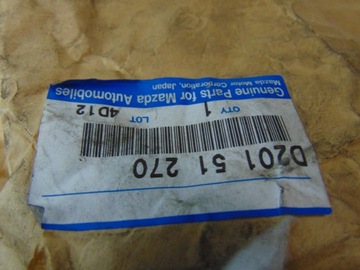 Genuine Parts for Mazda Automobiles
Mazda Motor Corporation, Japan
QTY 1
LOT 4D12
D201 51 270